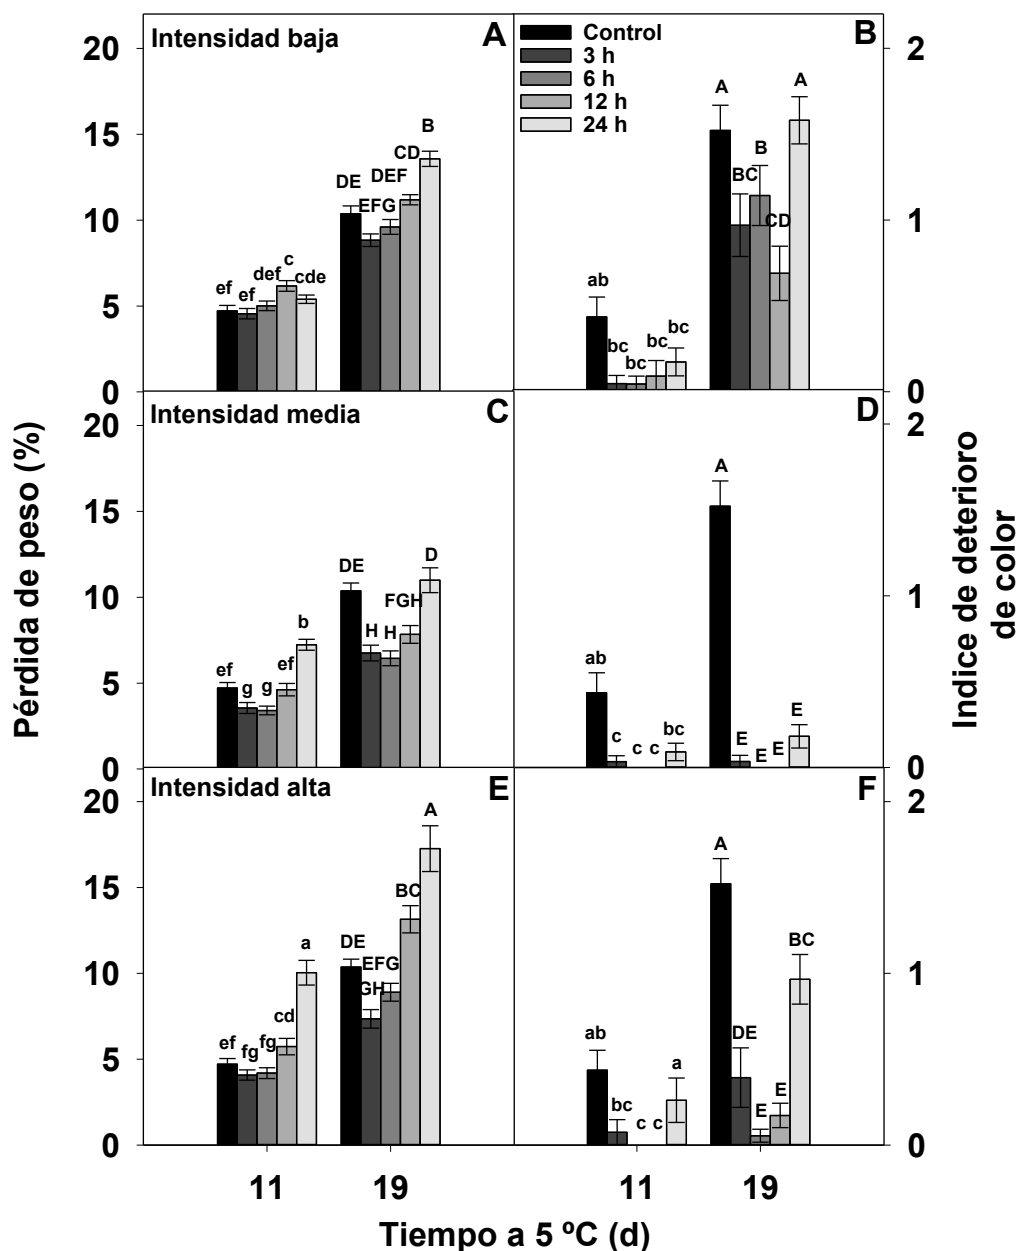 Intensidad baja
A
B
Control
3 h
6 h
12 h
24 h
20
15
10
5
0
2
1
0
ef
ef
def
c
cde
DE
EFG
DEF
CD
B
ab
bc
bc
bc
bc
A
BC
B
CD
A
Intensidad media
C
D
20
15
10
5
0
2
1
0
ef
g
g
ef
b
DE
H
H
FGH
D
ab
c
c
c
bc
A
E
E
E
E
Intensidad alta
E
F
20
15
10
5
0
2
1
0
ef
fg
fg
cd
a
DE
GH
EFG
BC
A
ab
bc
c
c
a
A
DE
E
E
BC
Pérdida de peso (%)
Indice de deterioro
de color
11
19
11
19
Tiempo a 5 ºC (d)